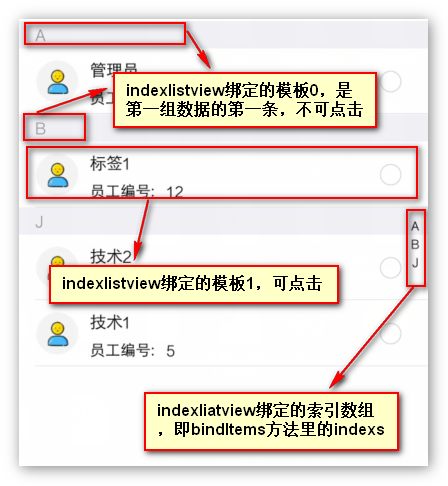 A
管理员
indexlistview绑定的模板0，是
第一组数据的第一条，不可点击
B
标签1
员工编号： 12
J
A
B
J
技术2
indexlistview绑定的模板1，可点击
技术1
员工编号： 5
indexliatview绑定的索引数组
，即bindItems方法里的indexs